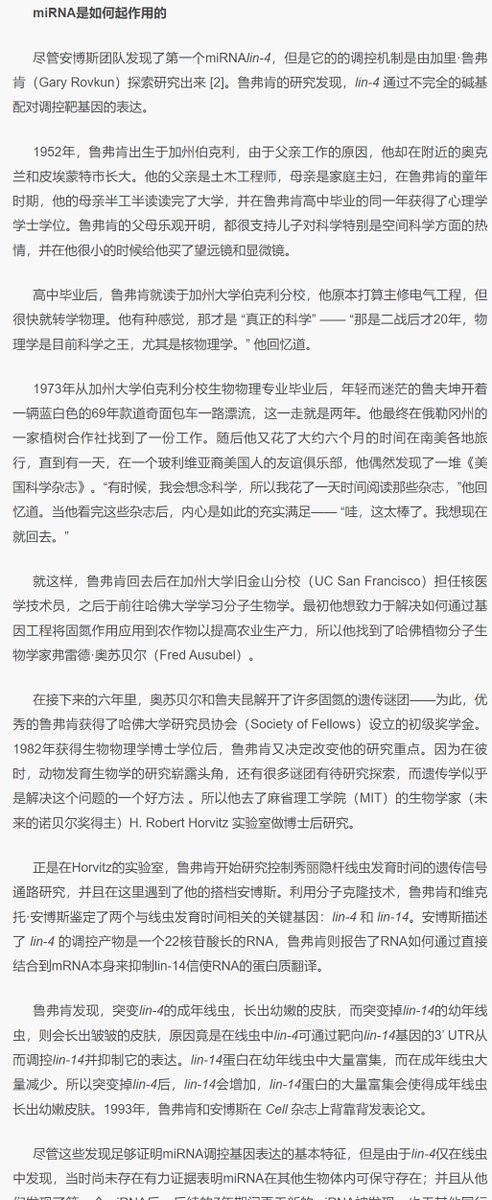 miRNA是如何起作用的
尽管安博斯团队发现了第一个miRNAlin-4，但是它的的调控机制是由加里·鲁弗
肯（Gary Rovkun）探索研究出来 [2]。鲁弗肯的研究发现，lin-4 通过不完全的碱基
配对调控靶基因的表达。
1952年，鲁弗肯出生于加州伯克利，由于父亲工作的原因，他却在附近的奥克
兰和皮埃蒙特市长大。他的父亲是土木工程师，母亲是家庭主妇，在鲁弗肯的童年
时期，他的母亲半工半读读完了大学，并在鲁弗肯高中毕业的同一年获得了心理学
学士学位。鲁弗肯的父母乐观开明，都很支持儿子对科学特别是空间科学方面的热
情，并在他很小的时候给他买了望远镜和显微镜。
高中毕业后，鲁弗肯就读于加州大学伯克利分校，他原本打算主修电气工程，但
很快就转学物理。他有种感觉，那才是 “真正的科学” —— “那是二战后才20年，物
理学是目前科学之王，尤其是核物理学。” 他回忆道。
1973年从加州大学伯克利分校生物物理专业毕业后，年轻而迷茫的鲁夫坤开着
一辆蓝白色的69年款道奇面包车一路漂流，这一走就是两年。他最终在俄勒冈州的
一家植树合作社找到了一份工作。随后他又花了大约六个月的时间在南美各地旅
行，直到有一天，在一个玻利维亚裔美国人的友谊俱乐部，他偶然发现了一堆《美
国科学杂志》。“有时候，我会想念科学，所以我花了一天时间阅读那些杂志，”他回
忆道。当他看完这些杂志后，内心是如此的充实满足—— “哇，这太棒了。我想现在
就回去。”
就这样，鲁弗肯回去后在加州大学旧金山分校（UC San Francisco）担任核医
学技术员，之后于前往哈佛大学学习分子生物学。最初他想致力于解决如何通过基
因工程将固氮作用应用到农作物以提高农业生产力，所以他找到了哈佛植物分子生
物学家弗雷德·奥苏贝尔（Fred Ausubel）。
在接下来的六年里，奥苏贝尔和鲁夫昆解开了许多固氮的遗传谜团——为此，优
秀的鲁弗肯获得了哈佛大学研究员协会（Society of Fellows）设立的初级奖学金。
1982年获得生物物理学博士学位后，鲁弗肯又决定改变他的研究重点。因为在彼
时，动物发育生物学的研究崭露头角，还有很多谜团有待研究探索，而遗传学似乎
是解决这个问题的一个好方法 。所以他去了麻省理工学院（MIT）的生物学家（未
来的诺贝尔奖得主）H. Robert Horvitz 实验室做博士后研究。
正是在Horvitz的实验室，鲁弗肯开始研究控制秀丽隐杆线虫发育时间的遗传信号
通路研究，并且在这里遇到了他的搭档安博斯。利用分子克隆技术，鲁弗肯和维克
托·安博斯鉴定了两个与线虫发育时间相关的关键基因：lin-4 和 lin-14。安博斯描述
了 lin-4 的调控产物是一个22核苷酸长的RNA，鲁弗肯则报告了RNA如何通过直接
结合到mRNA本身来抑制lin-14信使RNA的蛋白质翻译。
鲁弗肯发现，突变lin-4的成年线虫，长出幼嫩的皮肤，而突变掉lin-14的幼年线
虫，则会长出皱皱的皮肤，原因竟是在线虫中lin-4可通过靶向lin-14基因的3’ UTR从
而调控lin-14并抑制它的表达。lin-14蛋白在幼年线虫中大量富集，而在成年线虫大
量减少。所以突变掉lin-4后，lin-14会增加，lin-14蛋白的大量富集会使得成年线虫
长出幼嫩皮肤。1993年，鲁弗肯和安博斯在 Cell 杂志上背靠背发表论文。
尽管这些发现足够证明miRNA调控基因表达的基本特征，但是由于lin-4仅在线虫
中发现，当时尚未存在有力证据表明miRNA在其他生物体内可保守存在；并且从他